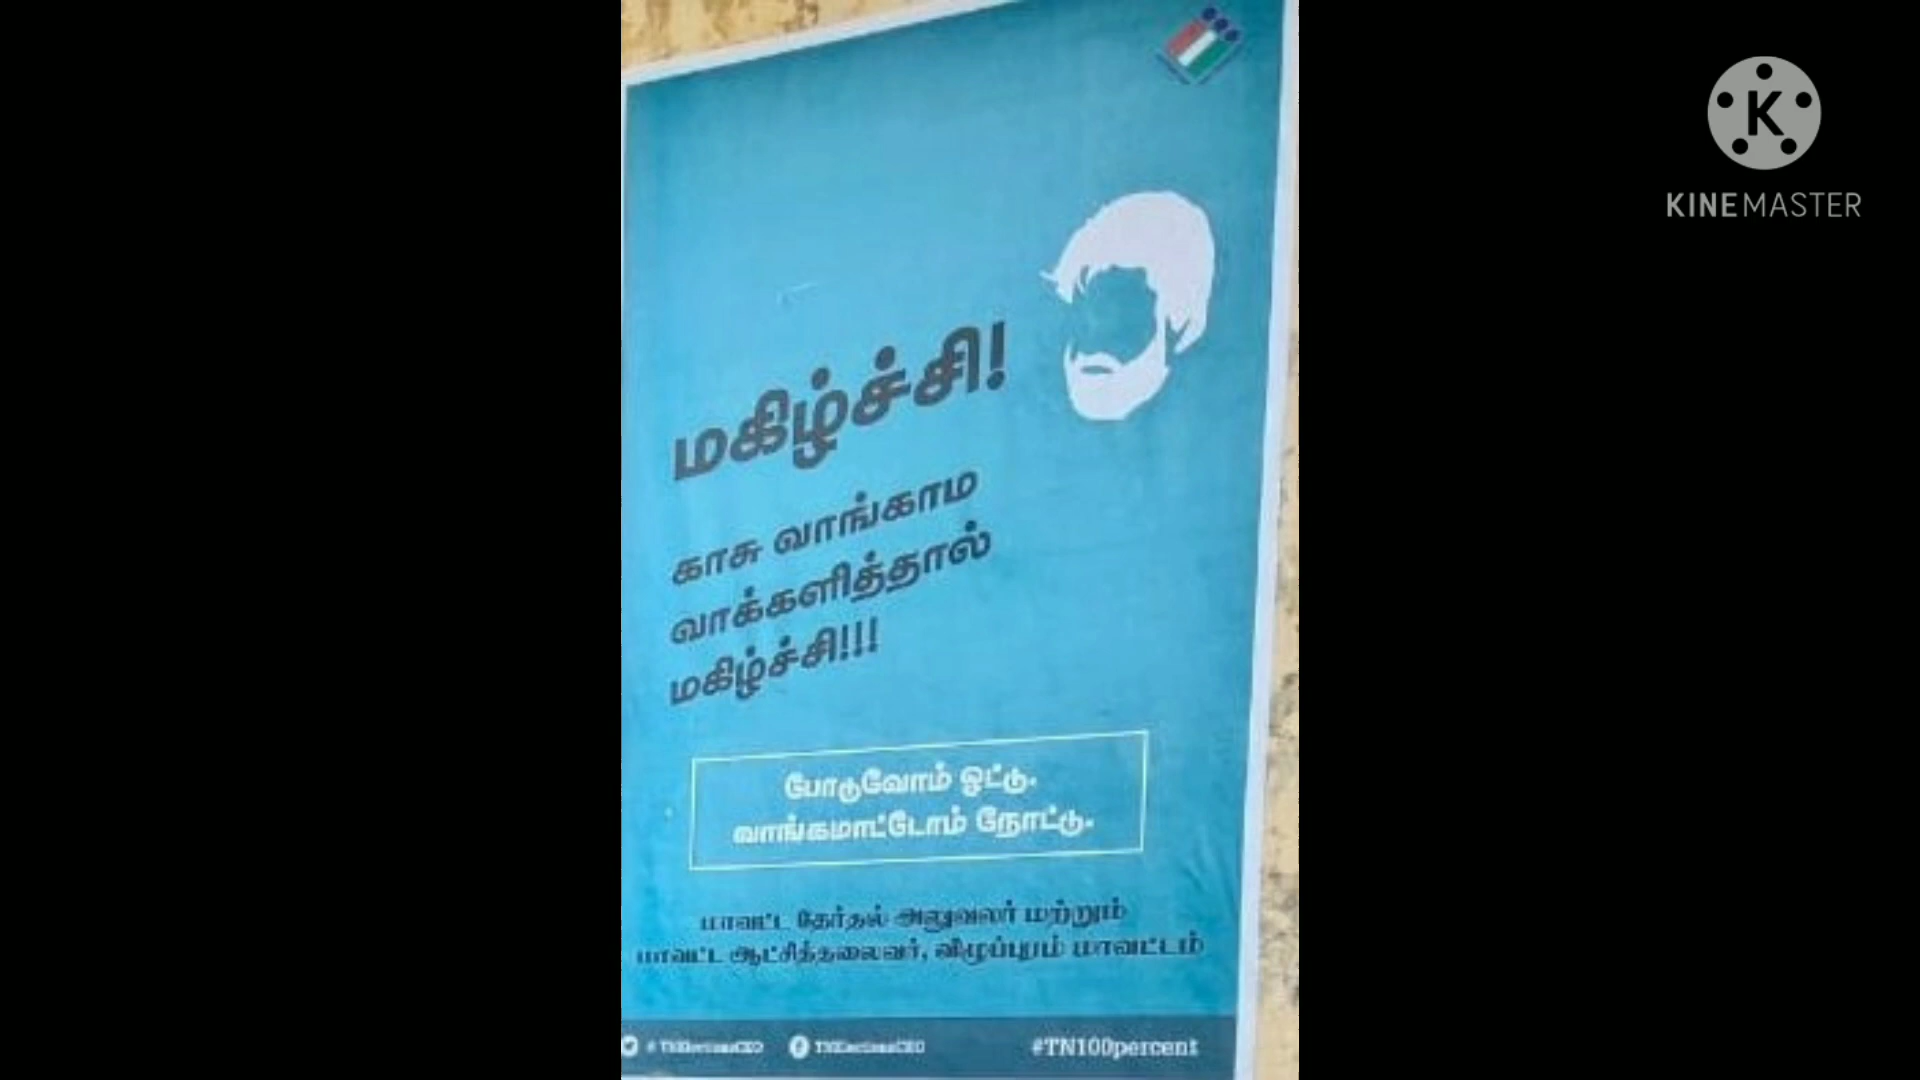 மகிழ்ச்சி!
காசு வாங்காம
வாக்களித்தால்
மகிழ்ச்சி!!!
போடுவோம் ஓட்டு.
வாங்கமாட்டோம் நோட்டு.
மாவட்ட தேர்தல் அலுவலர் மற்றும்
மாவட்ட ஆட்சித்தலைவர், விழுப்புரம் மாவட்டம்
TNElectionsCEO #TN100percent
K
KINEMASTER